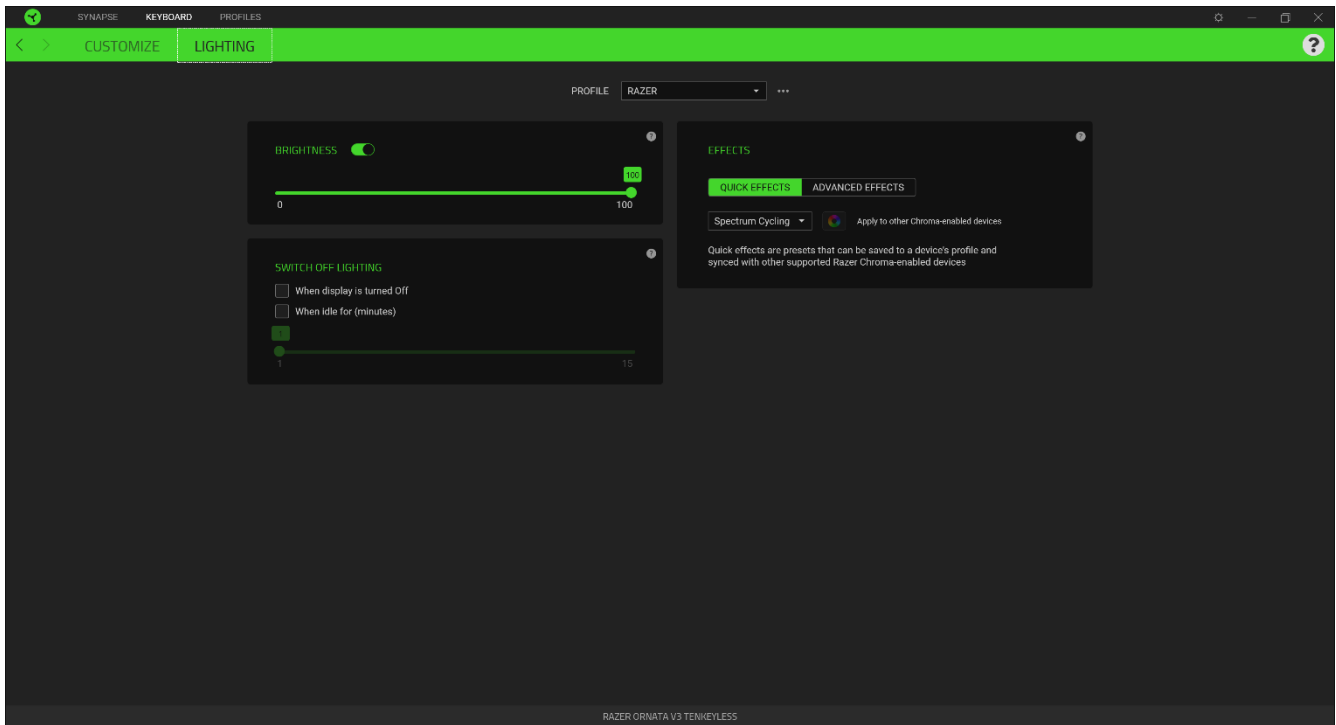 SYNAPSE KEYBOARD PROFILES
CUSTOMIZE LIGHTING ?
PROFILE RAZER
BRIGHTNESS ?
100
0 100
SWITCH OFF LIGHTING ?
When display is turned Off
When idle for (minutes)
1
1 15
EFFECTS ?
QUICK EFFECTS ADVANCED EFFECTS
Spectrum Cycling Apply to other Chroma-enabled devices
Quick effects are presets that can be saved to a device's profile and
synced with other supported Razer Chroma-enabled devices
RAZER ORNATA V3 TENKEYLESS